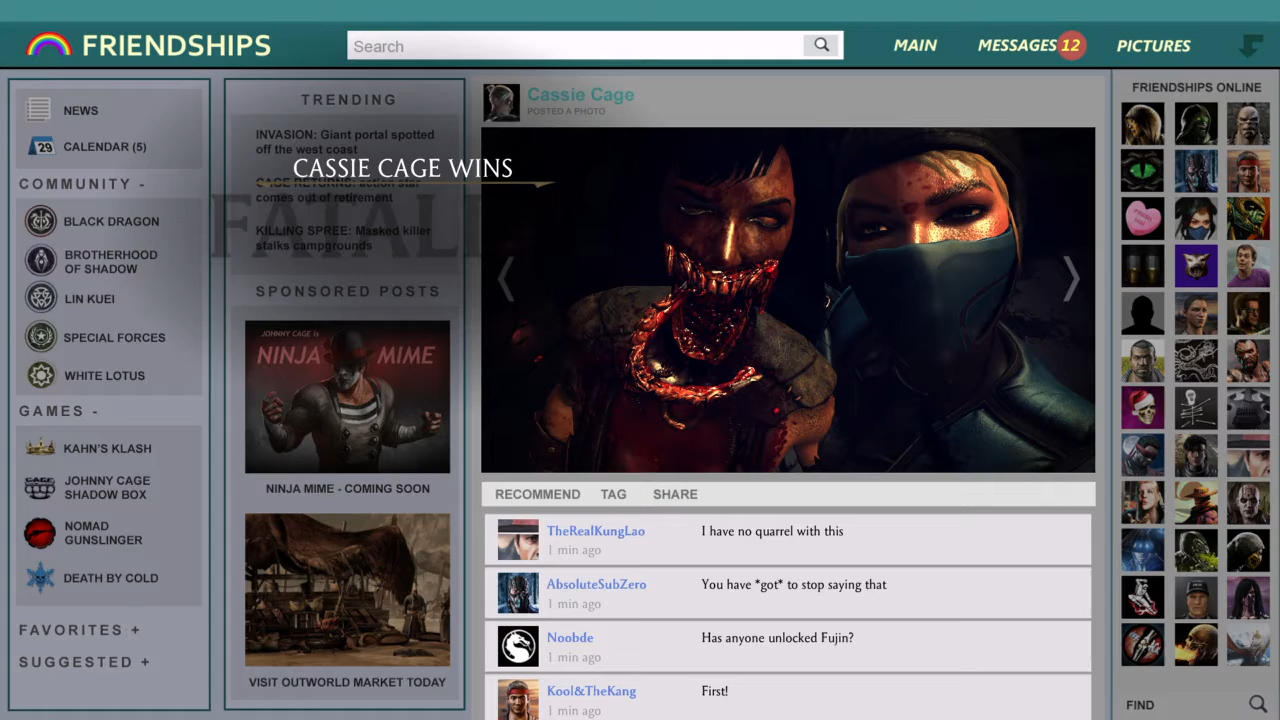 FRIENDSHIPS
Search
MAIN
MESSAGES 12
PICTURES
NEWS
29
CALENDAR (5)
COMMUNITY -
BLACK DRAGON
BROTHERHOOD
OF SHADOW
LIN KUEI
SPECIAL FORCES
WHITE LOTUS
GAMES -
KAHN'S KLASH
JOHNNY CAGE
SHADOW BOX
NOMAD
GUNSLINGER
DEATH BY COLD
FAVORITES +
SUGGESTED +
TRENDING
INVASION: Giant portal spotted
off the west coast
CASSIE CAGE WINS
CAGE RETURNS: action star
comes out of retirement
FATALI
KILLING SPREE: Masked killer
stalks campgrounds
SPONSORED POSTS
JOHNNY CAGE is
NINJA MIME
NINJA MIME - COMING SOON
VISIT OUTWORLD MARKET TODAY
Cassie Cage
POSTED A PHOTO
RECOMMEND
TAG
SHARE
TheRealKungLao
I have no quarrel with this
1 min ago
AbsoluteSubZero
You have *got* to stop saying that
1 min ago
Noobde
Has anyone unlocked Fujin?
1 min ago
Kool&TheKang
First!
1 min ago
FRIENDSHIPS ONLINE
FIND